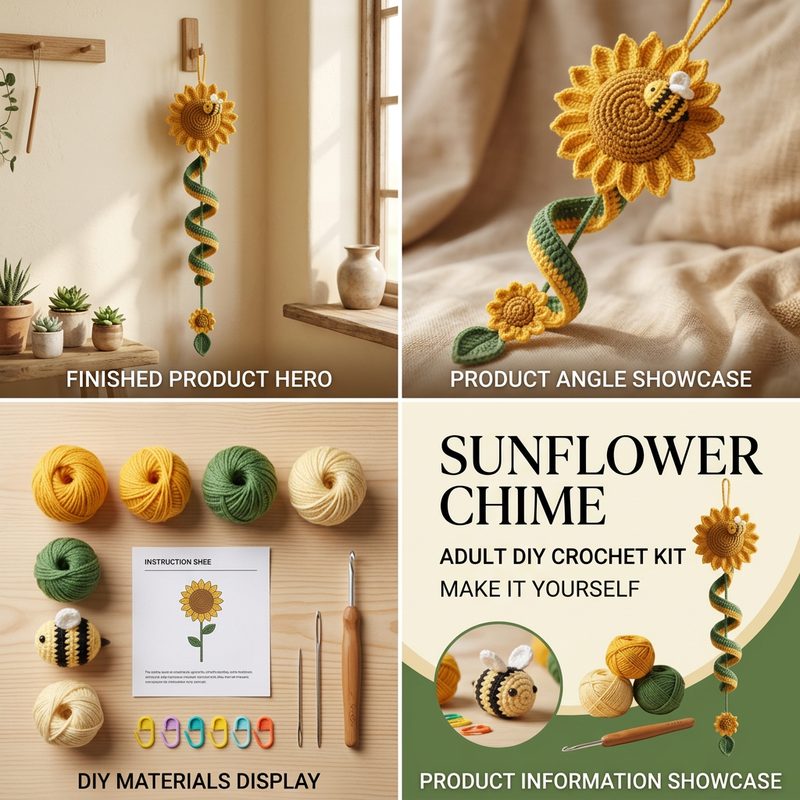 FINISHED PRODUCT HERO
PRODUCT ANGLE SHOWCASE
INSTRUCTION SHEE
DIY MATERIALS DISPLAY
SUNFLOWER
CHIME
ADULT DIY CROCHET KIT
MAKE IT YOURSELF
PRODUCT INFORMATION SHOWCASE